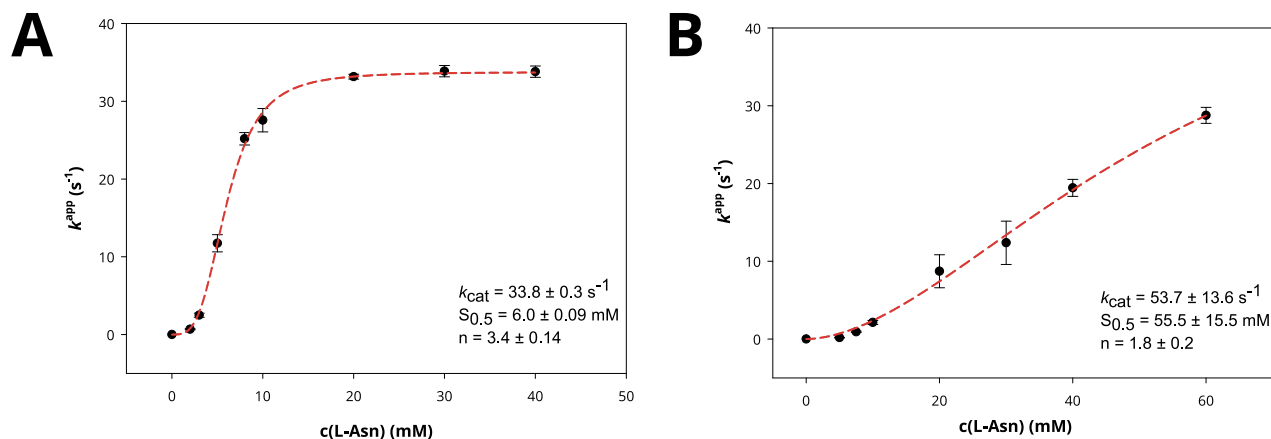 A
40
30
20
10
0
k^app (s^-1)
0 10 20 30 40 50
c(L-Asn) (mM)
k_cat = 33.8 ± 0.3 s^-1
S_0.5 = 6.0 ± 0.09 mM
n = 3.4 ± 0.14
B
40
30
20
10
0
k^app (s^-1)
0 20 40 60
c(L-Asn) (mM)
k_cat = 53.7 ± 13.6 s^-1
S_0.5 = 55.5 ± 15.5 mM
n = 1.8 ± 0.2